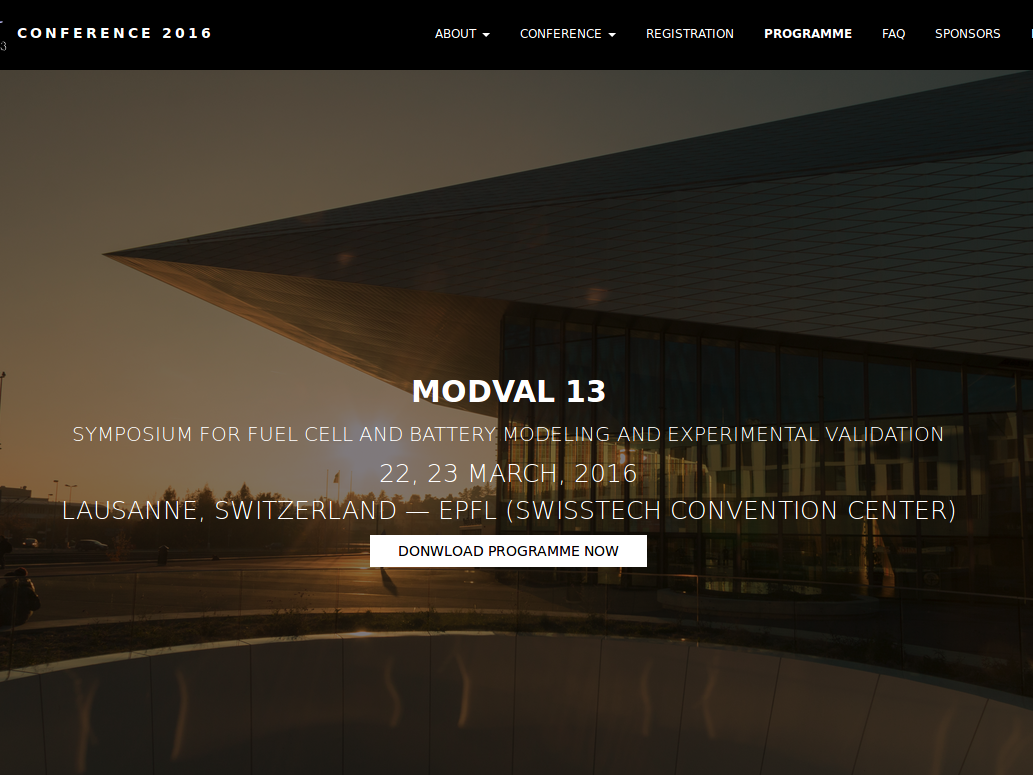 3 CONFERENCE 2016 ABOUT CONFERENCE REGISTRATION PROGRAMME FAQ SPONSORS
MODVAL 13
SYMPOSIUM FOR FUEL CELL AND BATTERY MODELING AND EXPERIMENTAL VALIDATION
22, 23 MARCH, 2016
LAUSANNE, SWITZERLAND — EPFL (SWISSTECH CONVENTION CENTER)
DONWLOAD PROGRAMME NOW